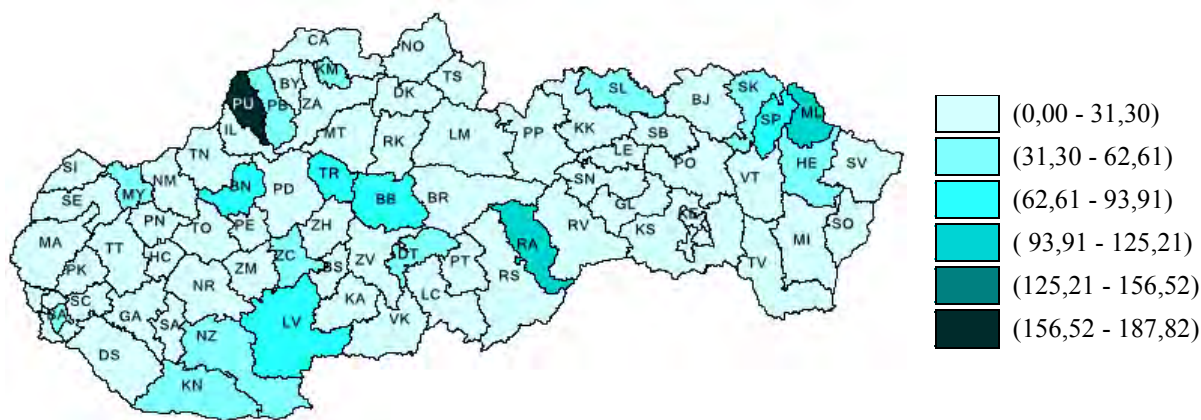 CA
NO
TS
KM
BY
ZA
PU
PB
IL
DK
MT
RK
LM
TN
SI
SE
MY
NM
BN
PD
TR
BB
BR
PN
TO
PE
ZH
MA
TT
HC
PK
SC
NR
ZM
ZC
BS
ZV
DT
PT
KA
LC
RS
RA
GA
SA
LV
VK
NZ
DS
KN
PP
SL
KK
SB
LE
BJ
SK
SP
ML
PO
SN
GL
RV
KS
VT
HE
SV
SO
MI
TV
(0,00 - 31,30)
(31,30 - 62,61)
(62,61 - 93,91)
( 93,91 - 125,21)
(125,21 - 156,52)
(156,52 - 187,82)